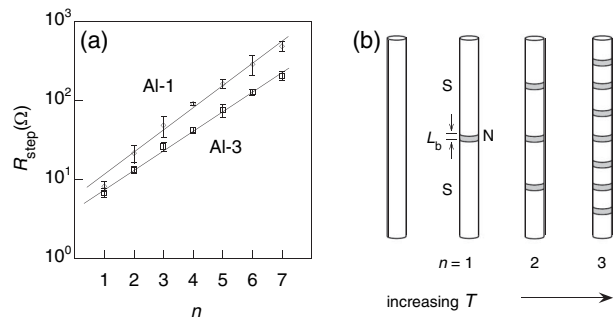 (a)
10³
10²
10¹
10⁰
R_step(Ω)
Al-1
Al-3
1 2 3 4 5 6 7
n
(b)
S
L_b
N
S
n = 1 2 3
increasing T